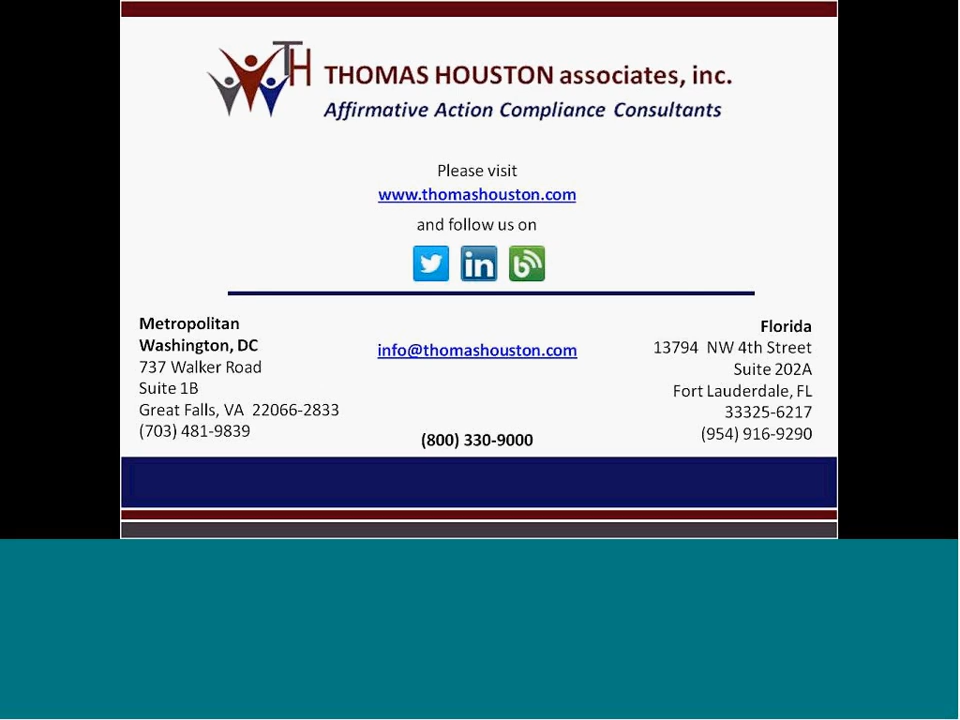 TH
THOMAS HOUSTON associates, inc.
Affirmative Action Compliance Consultants
Please visit
www.thomashouston.com
and follow us on
in
Metropolitan
Washington, DC
737 Walker Road
Suite 1B
Great Falls, VA 22066-2833
(703) 481-9839
info@thomashouston.com
(800) 330-9000
Florida
13794 NW 4th Street
Suite 202A
Fort Lauderdale, FL
33325-6217
(954) 916-9290